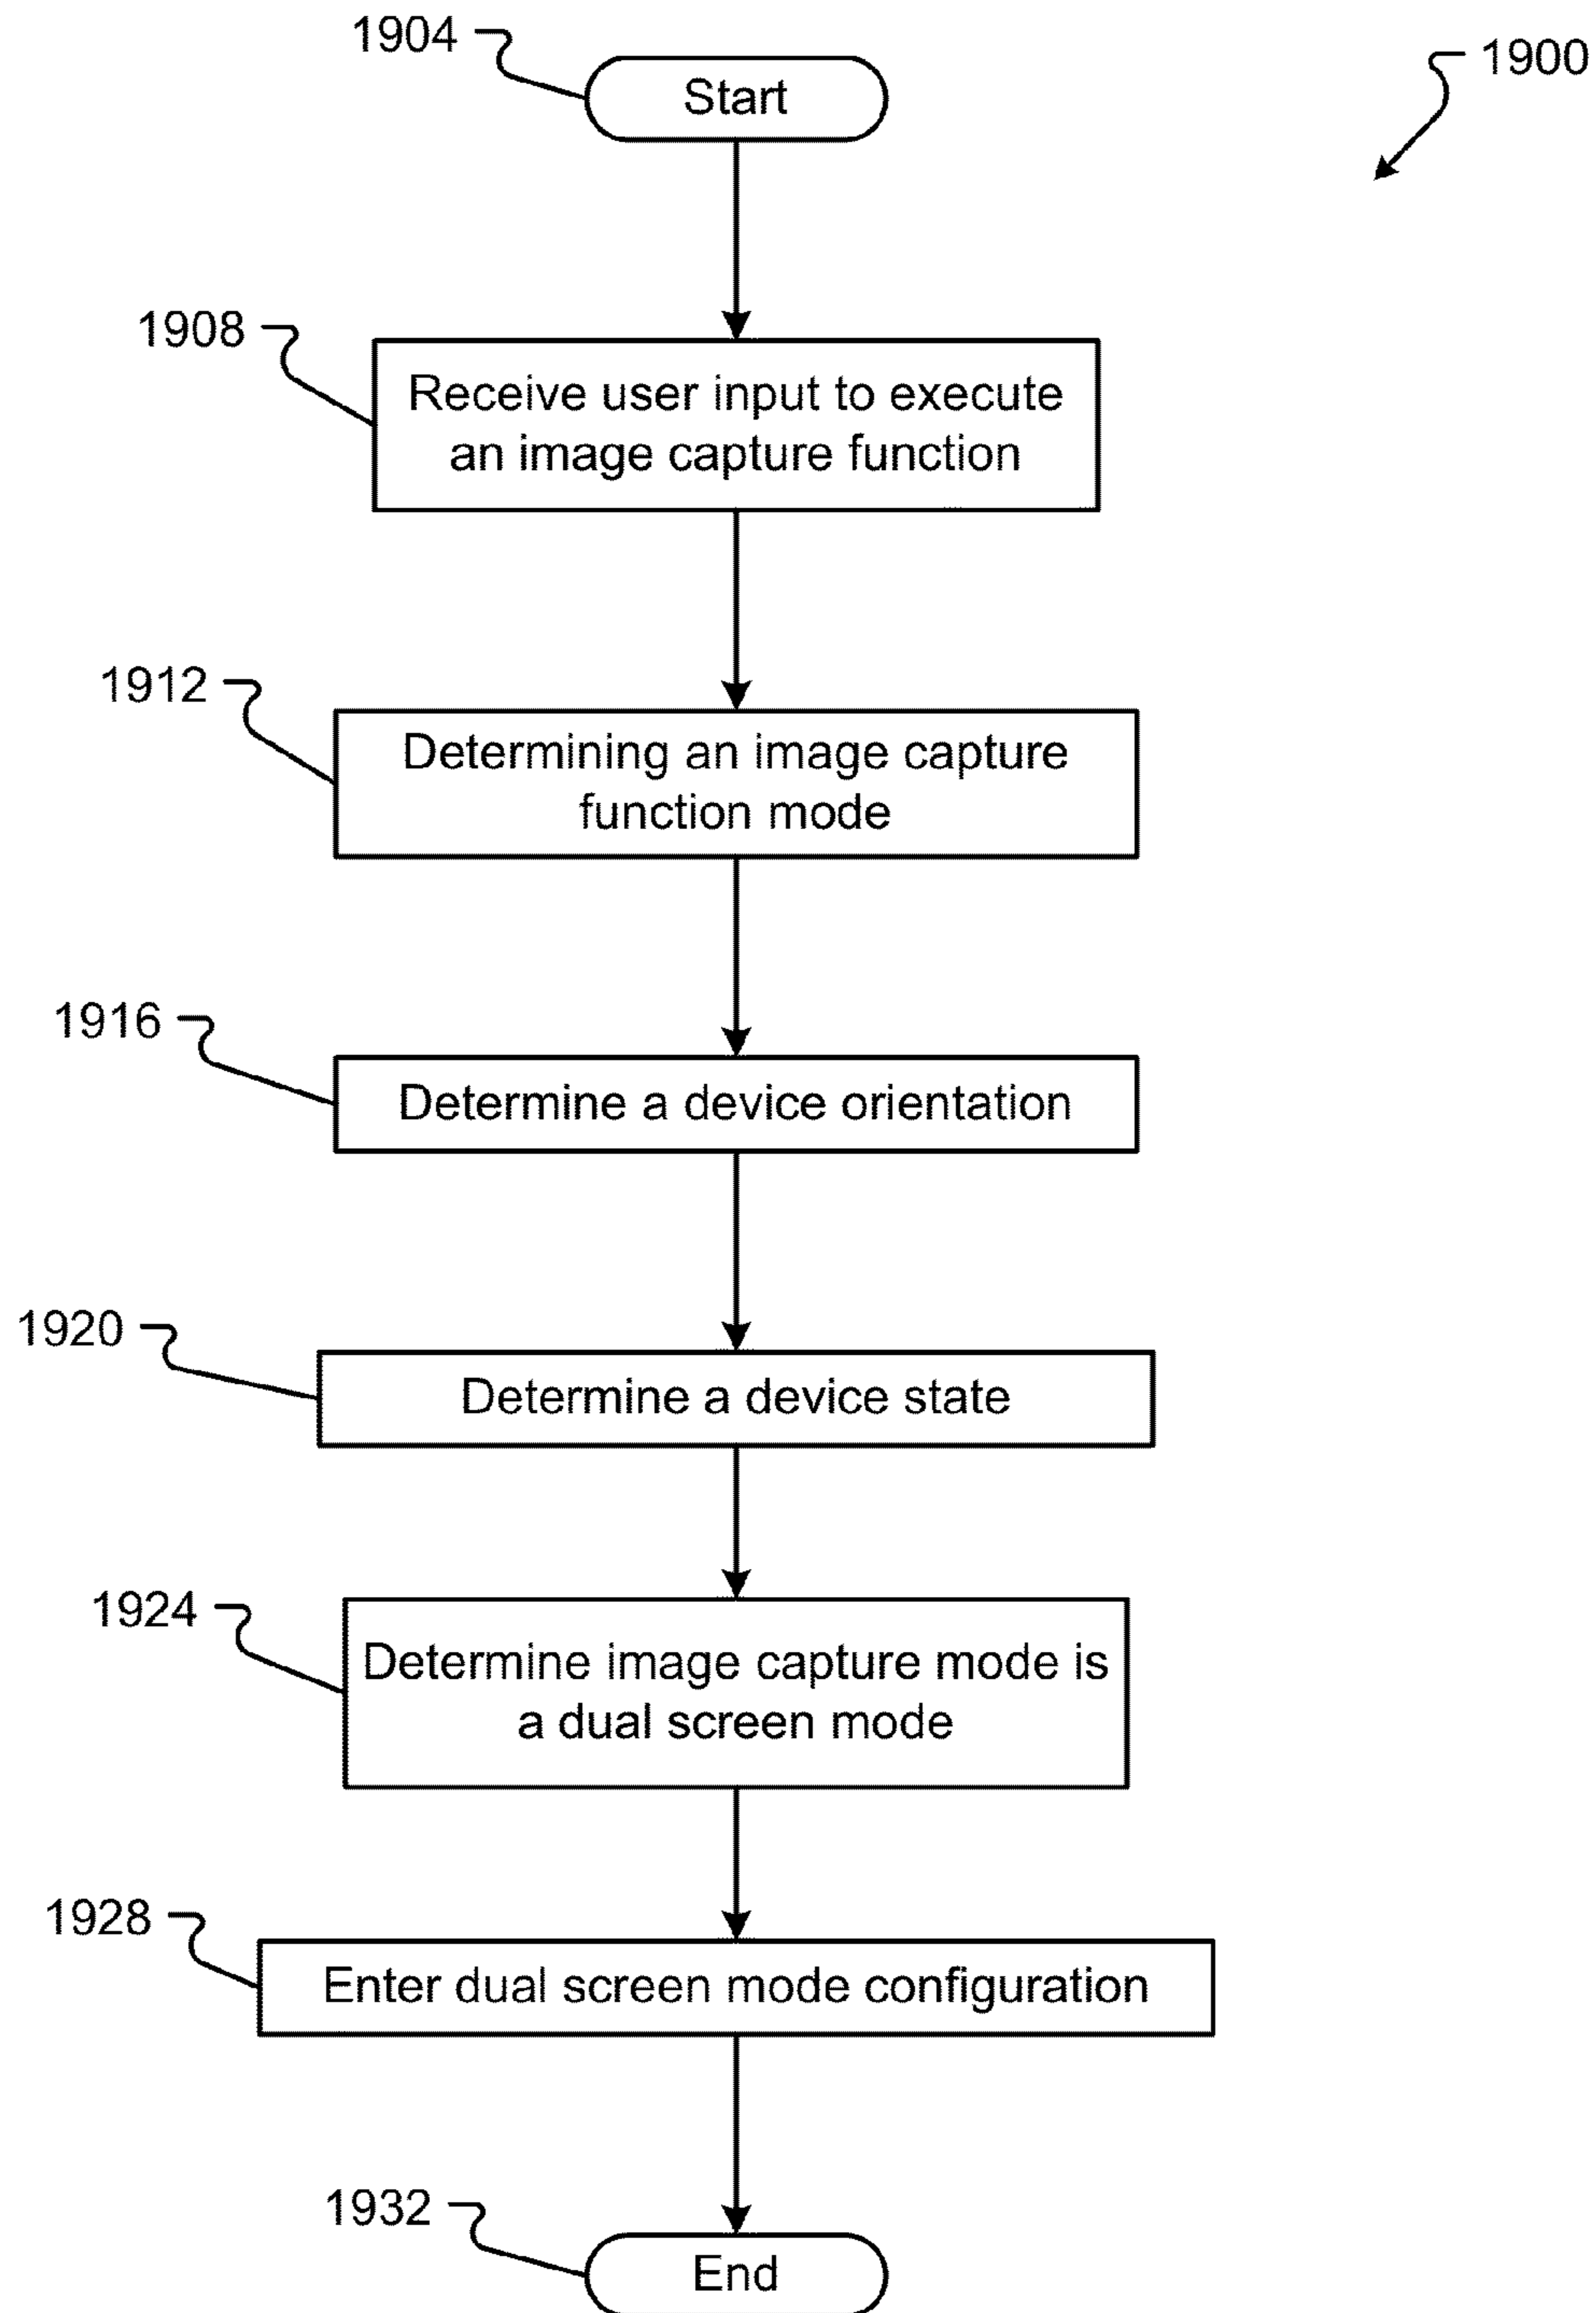 1904
Start
1900
1908
Receive user input to execute
an image capture function
1912
Determining an image capture
function mode
1916
Determine a device orientation
1920
Determine a device state
1924
Determine image capture mode is
a dual screen mode
1928
Enter dual screen mode configuration
1932
End